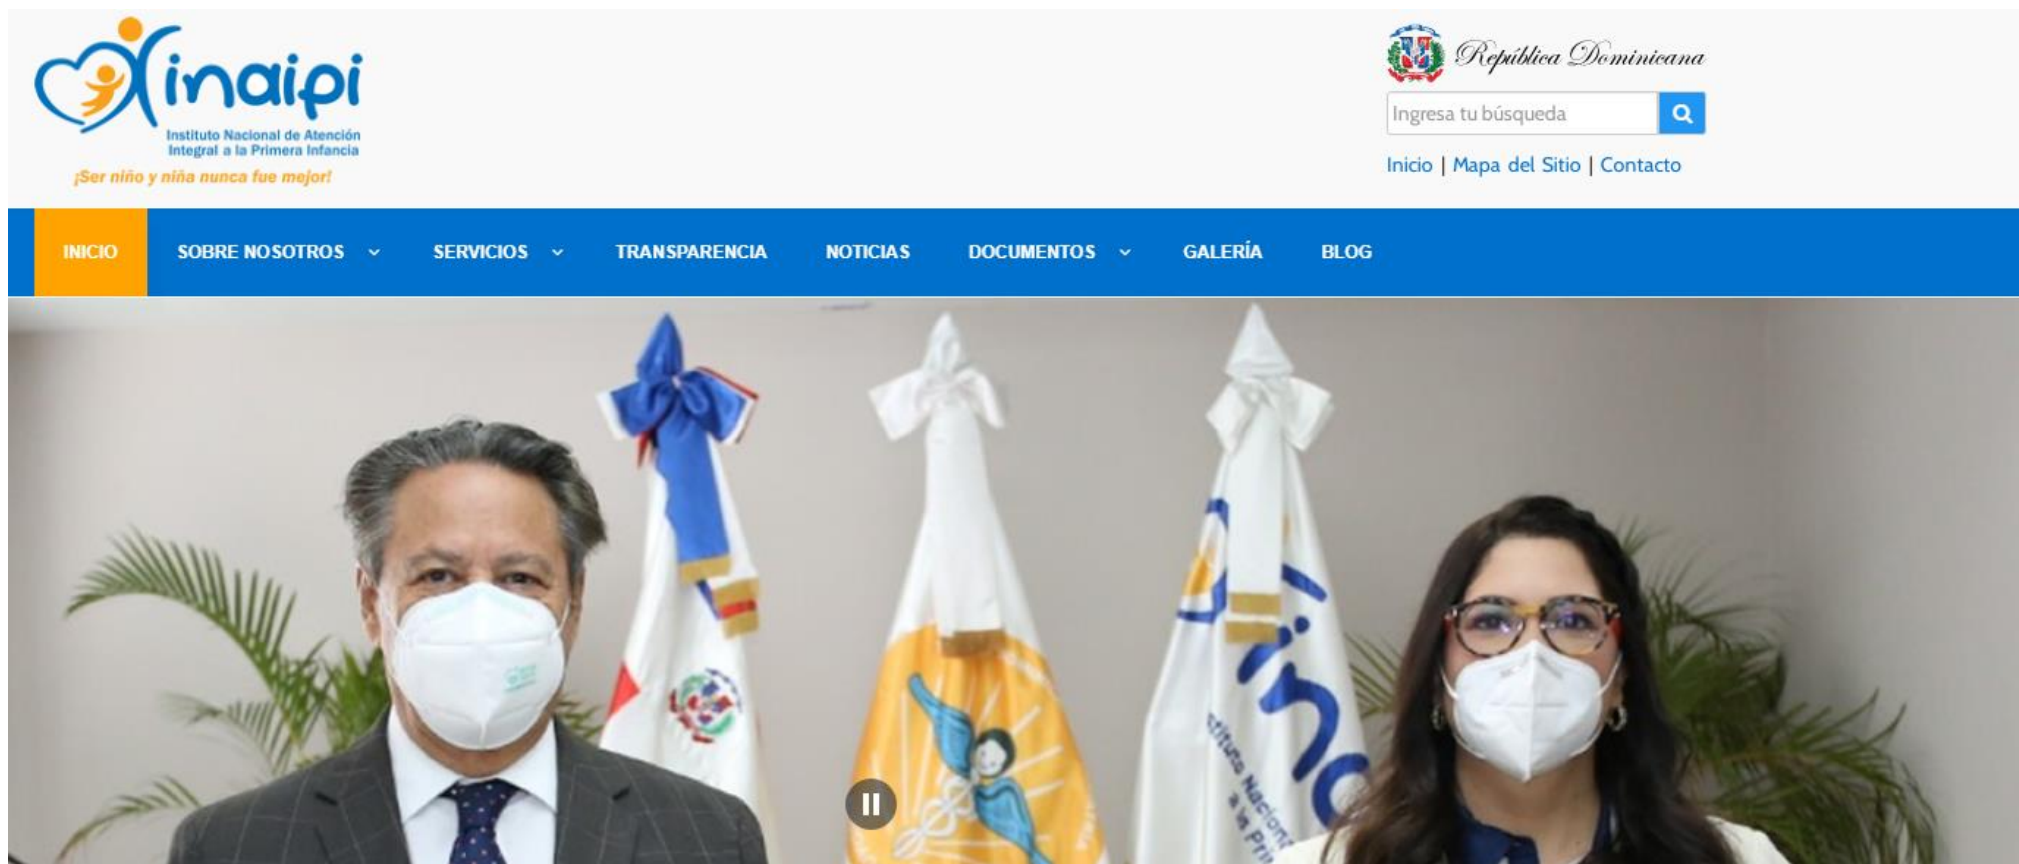 inaipi
Instituto Nacional de Atención
Integral a la Primera Infancia
¡Ser niño y niña nunca fue mejor!
República Dominicana
Ingresa tu búsqueda
Inicio | Mapa del Sitio | Contacto
INICIO SOBRE NOSOTROS SERVICIOS TRANSPARENCIA NOTICIAS DOCUMENTOS GALERÍA BLOG